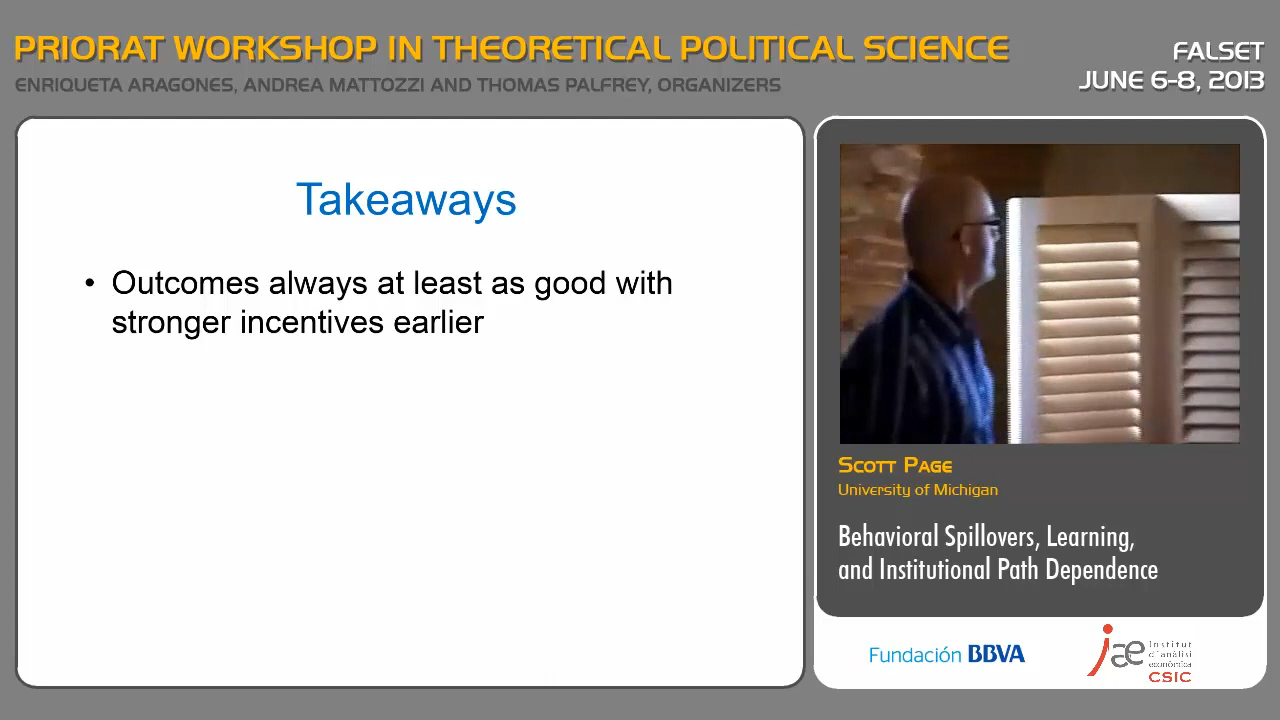 PRIORAT WORKSHOP IN THEORETICAL POLITICAL SCIENCE
ENRIQUETA ARAGONES, ANDREA MATTOZZI AND THOMAS PALFREY, ORGANIZERS
FALSET
JUNE 6-8, 2013
Takeaways
• Outcomes always at least as good with
stronger incentives earlier
SCOTT PAGE
University of Michigan
Behavioral Spillovers, Learning,
and Institutional Path Dependence
Fundación BBVA
iae
Institut
d'anàlisi
econòmica
CSIC